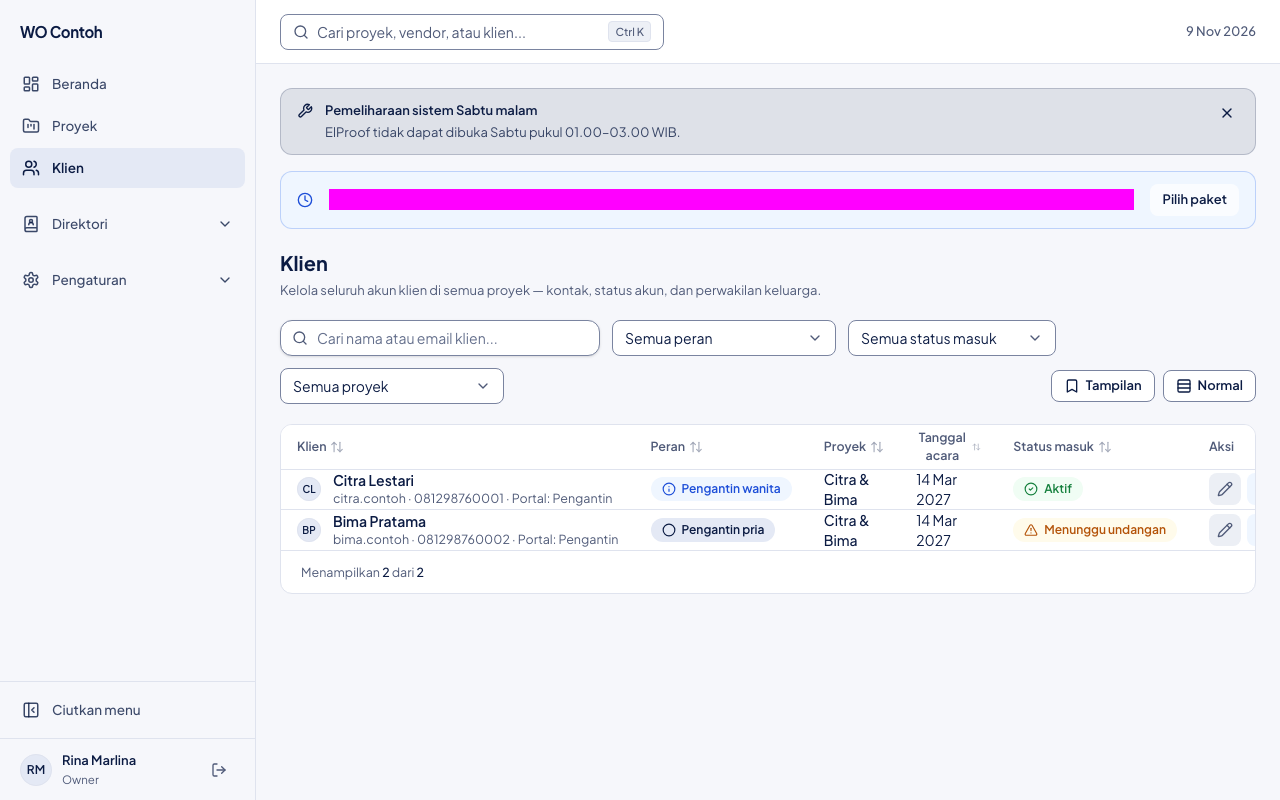 WO Contoh
Cari proyek, vendor, atau klien...
Ctrl K
9 Nov 2026
Beranda
Proyek
Klien
Direktori
Pengaturan
Pemeliharaan sistem Sabtu malam
ElProof tidak dapat dibuka Sabtu pukul 01.00–03.00 WIB.
Pilih paket
Klien
Kelola seluruh akun klien di semua proyek — kontak, status akun, dan perwakilan keluarga.
Cari nama atau email klien...
Semua peran
Semua status masuk
Semua proyek
Tampilan
Normal
Klien
Peran
Proyek
Tanggal
acara
Status masuk
Aksi
CL
Citra Lestari
citra.contoh · 081298760001 · Portal: Pengantin
Pengantin wanita
Citra &
Bima
14 Mar
2027
Aktif
BP
Bima Pratama
bima.contoh · 081298760002 · Portal: Pengantin
Pengantin pria
Citra &
Bima
14 Mar
2027
Menunggu undangan
Menampilkan 2 dari 2
Ciutkan menu
RM
Rina Marlina
Owner